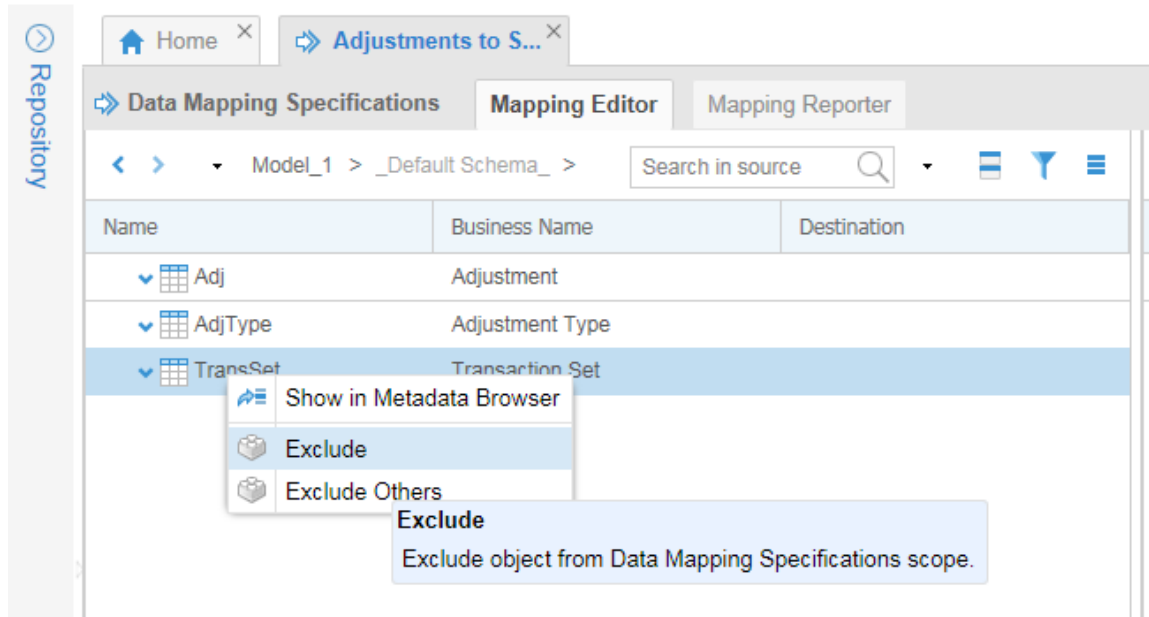 Repository
Home
Adjustments to S...
Data Mapping Specifications Mapping Editor Mapping Reporter
Model_1 > _Default Schema_ > Search in source
Name Business Name Destination
Adj Adjustment
AdjType Adjustment Type
TransSet Transaction Set
Show in Metadata Browser
Exclude
Exclude Others
Exclude
Exclude object from Data Mapping Specifications scope.